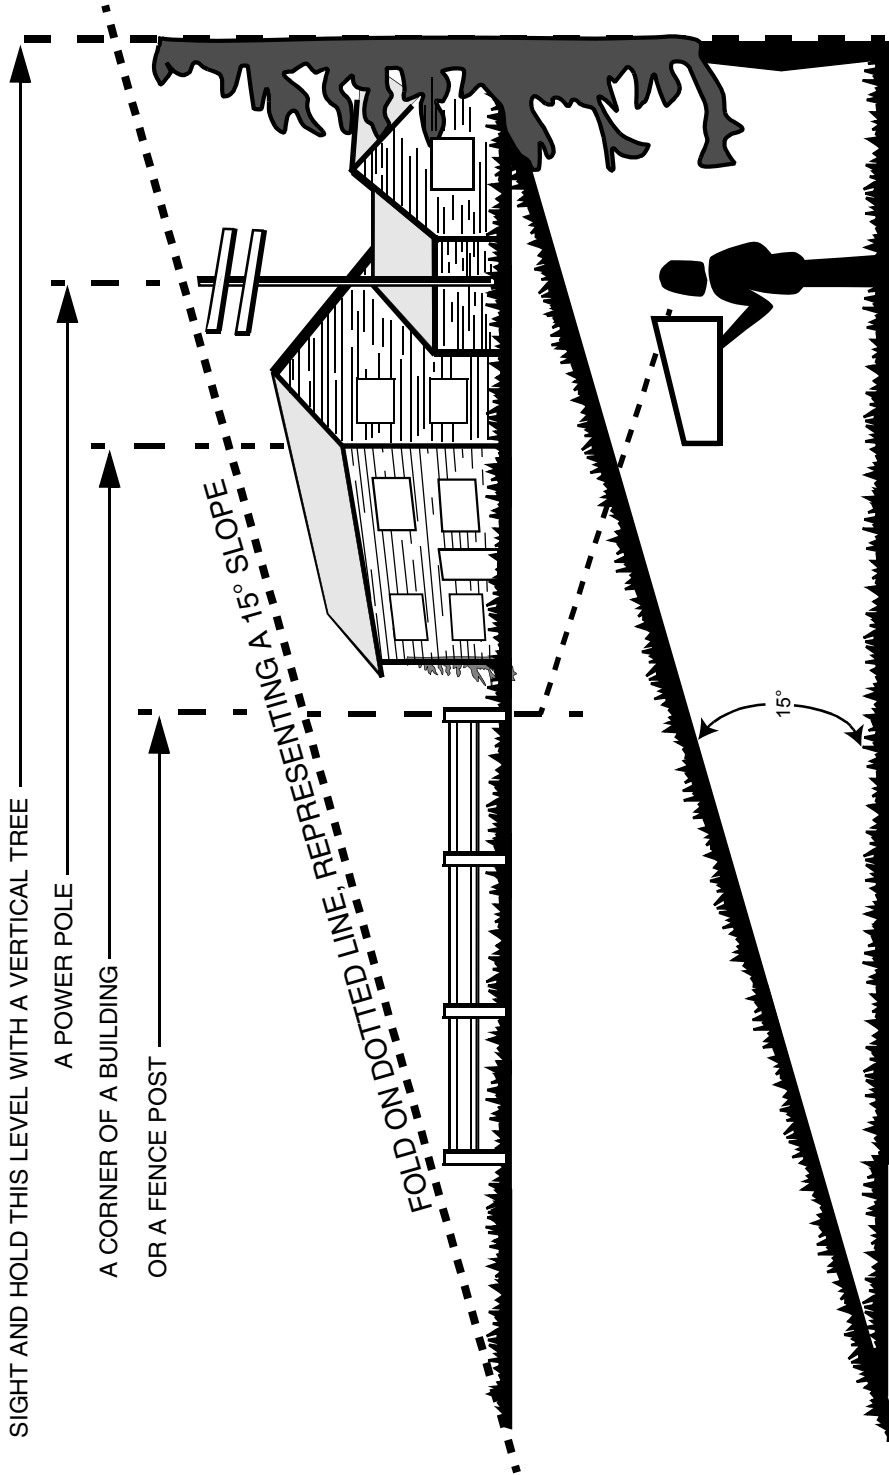 SIGHT AND HOLD THIS LEVEL WITH A VERTICAL TREE
A POWER POLE
A CORNER OF A BUILDING
OR A FENCE POST
FOLD ON DOTTED LINE, REPRESENTING A 15° SLOPE
15°